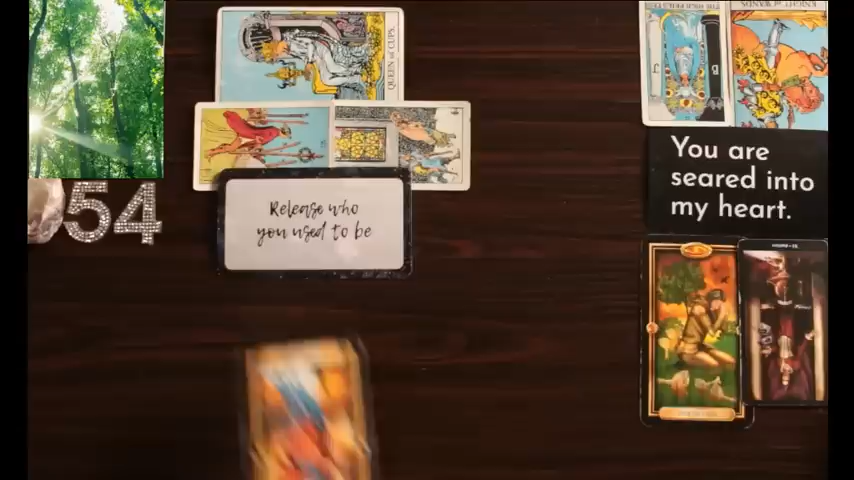 QUEEN of CUPS.
KNIGHT of WANDS.
54
You are
seared into
my heart.
Release who
you used to be